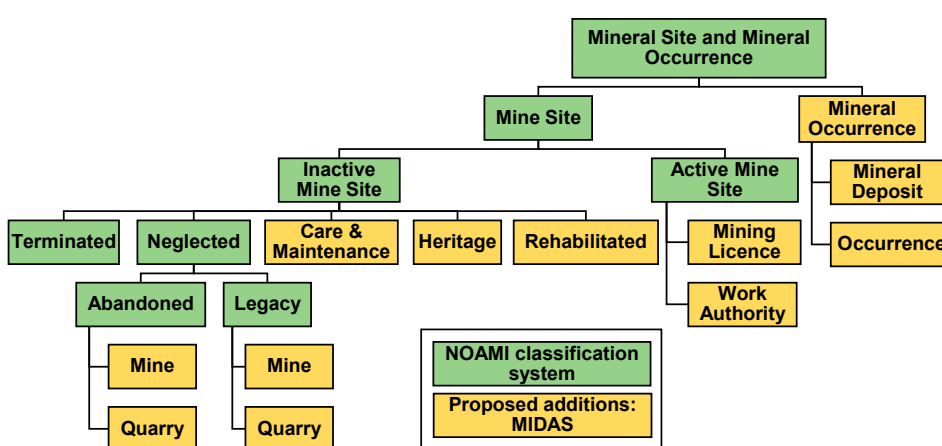 Mineral Site and Mineral
Occurrence
Mine Site
Mineral
Occurrence
Inactive
Mine Site
Active Mine
Site
Mineral
Deposit
Terminated
Neglected
Care &
Maintenance
Heritage
Rehabilitated
Mining
Licence
Occurrence
Abandoned
Legacy
Work
Authority
Mine
Mine
Quarry
Quarry
NOAMI classification
system
Proposed additions:
MIDAS